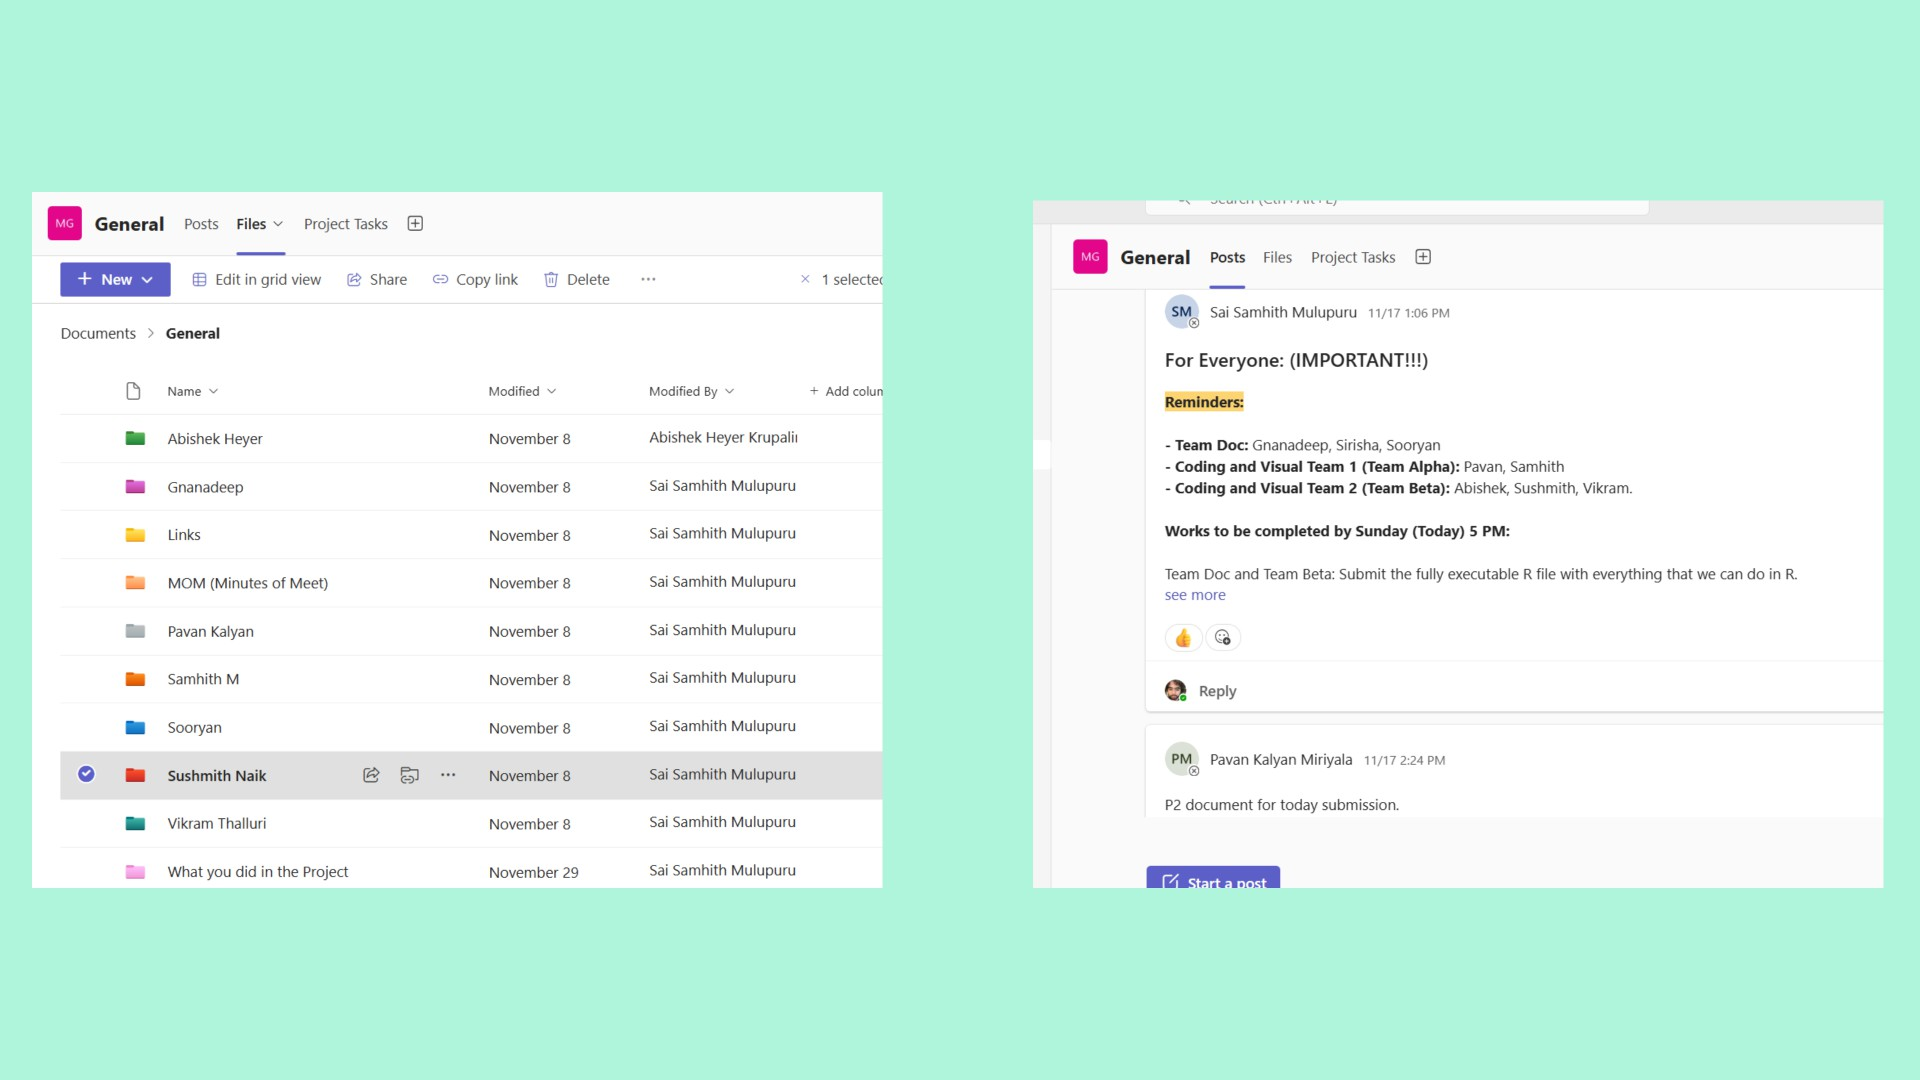 MG General Posts Files Project Tasks
New Edit in grid view Share Copy link Delete ... × 1 selected
Documents > General
Name Modified Modified By + Add colum
Abishek Heyer November 8 Abishek Heyer Krupalin
Gnanadeep November 8 Sai Samhith Mulupuru
Links November 8 Sai Samhith Mulupuru
MOM (Minutes of Meet) November 8 Sai Samhith Mulupuru
Pavan Kalyan November 8 Sai Samhith Mulupuru
Samhith M November 8 Sai Samhith Mulupuru
Sooryan November 8 Sai Samhith Mulupuru
Sushmith Naik ... November 8 Sai Samhith Mulupuru
Vikram Thalluri November 8 Sai Samhith Mulupuru
What you did in the Project November 29 Sai Samhith Mulupuru
Search (Ctrl+Alt+E)
MG General Posts Files Project Tasks
SM Sai Samhith Mulupuru 11/17 1:06 PM
For Everyone: (IMPORTANT!!!)
Reminders:
- Team Doc: Gnanadeep, Sirisha, Sooryan
- Coding and Visual Team 1 (Team Alpha): Pavan, Samhith
- Coding and Visual Team 2 (Team Beta): Abishek, Sushmith, Vikram.
Works to be completed by Sunday (Today) 5 PM:
Team Doc and Team Beta: Submit the fully executable R file with everything that we can do in R.
see more
Reply
PM Pavan Kalyan Miriyala 11/17 2:24 PM
P2 document for today submission.
Start a post